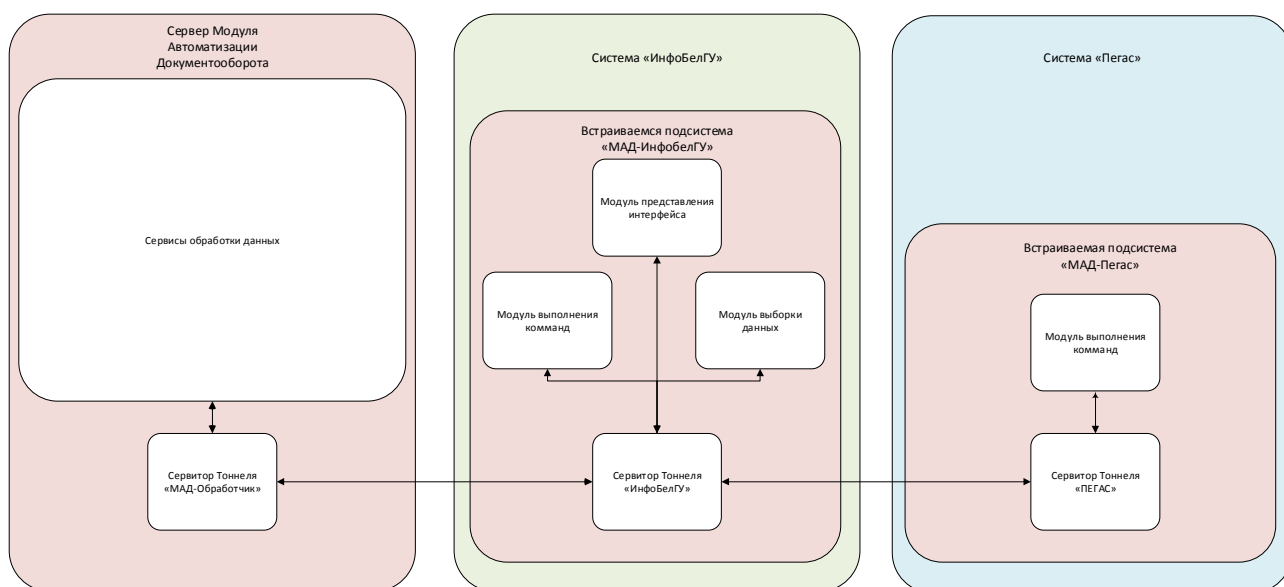 Сервер Модуля
Автоматизации
Документооборота
Сервисы обработки данных
Сервитор Тоннеля
«МАД-Обработчик»
Система «ИнфоБелГУ»
Встраиваемся подсистема
«МАД-ИнфобелГУ»
Модуль представления
интерфейса
Модуль выполнения
комманд
Модуль выборки
данных
Сервитор Тоннеля
«ИнфоБелГУ»
Система «Пегас»
Встраиваемая подсистема
«МАД-Пегас»
Модуль выполнения
комманд
Сервитор Тоннеля
«ПЕГАС»